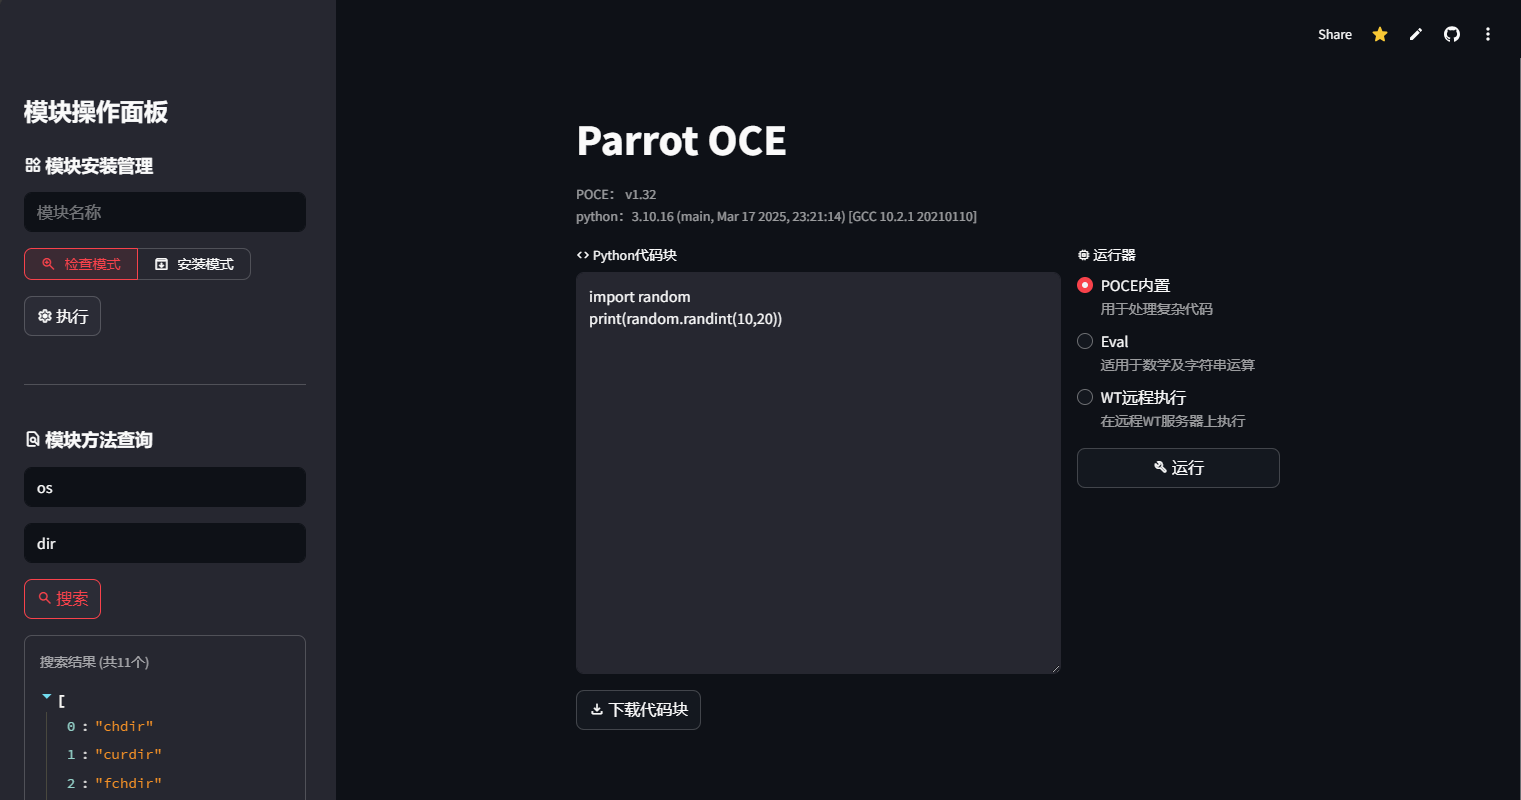 Share
模块操作面板
模块安装管理
模块名称
检查模式
安装模式
执行
模块方法查询
os
dir
搜索
搜索结果 (共11个)
[
0 : "chdir"
1 : "curdir"
2 : "fchdir"
Parrot OCE
POCE： v1.32
python：3.10.16 (main, Mar 17 2025, 23:21:14) [GCC 10.2.1 20210110]
Python代码块
import random
print(random.randint(10,20))
下载代码块
运行器
POCE内置
用于处理复杂代码
Eval
适用于数学及字符串运算
WT远程执行
在远程WT服务器上执行
运行